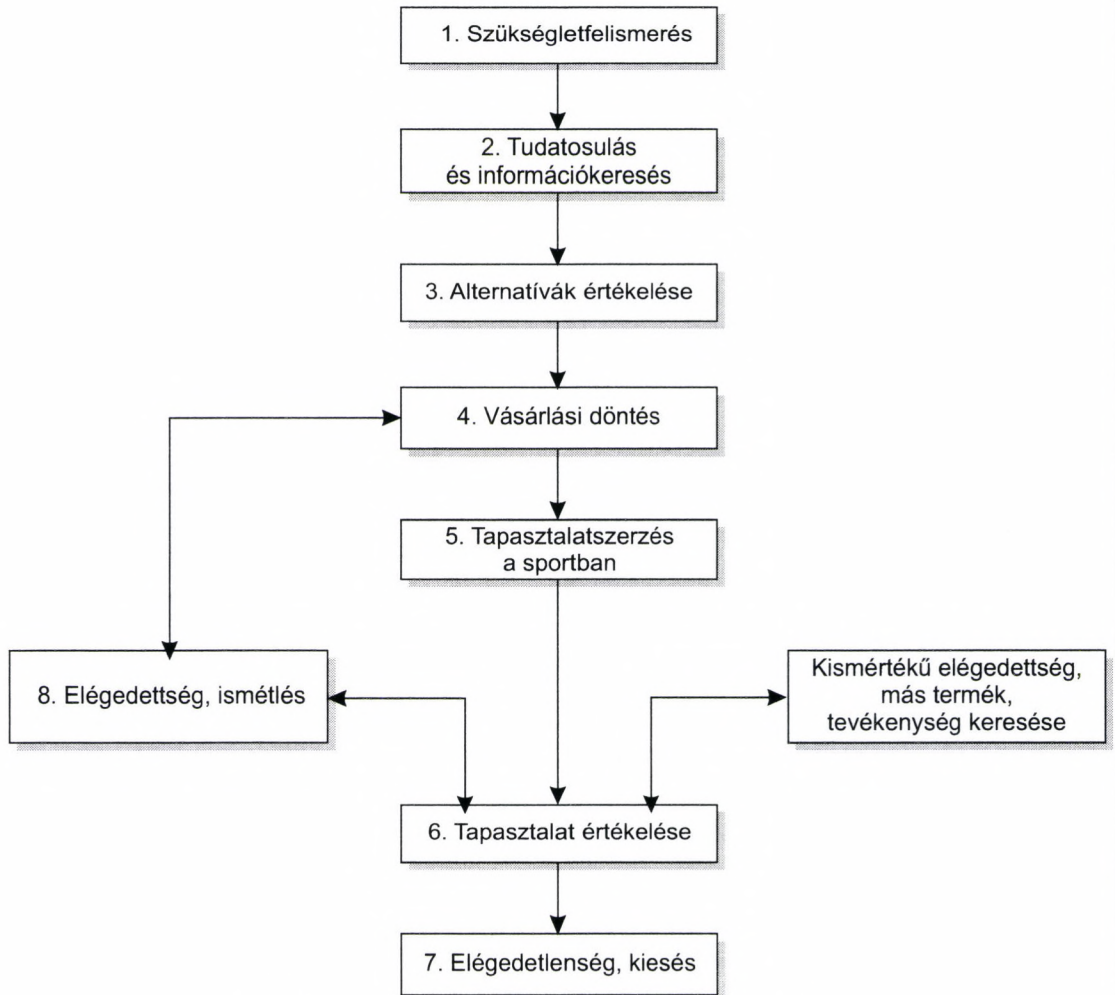 1. Szükségletfelismerés
2. Tudatosulás
és információkeresés
3. Alternatívák értékelése
4. Vásárlási döntés
5. Tapasztalatszerzés
a sportban
8. Elégedettség, ismétlés
Kismértékű elégedettség,
más termék,
tevékenység keresése
6. Tapasztalat értékelése
7. Elégedetlenség, kiesés